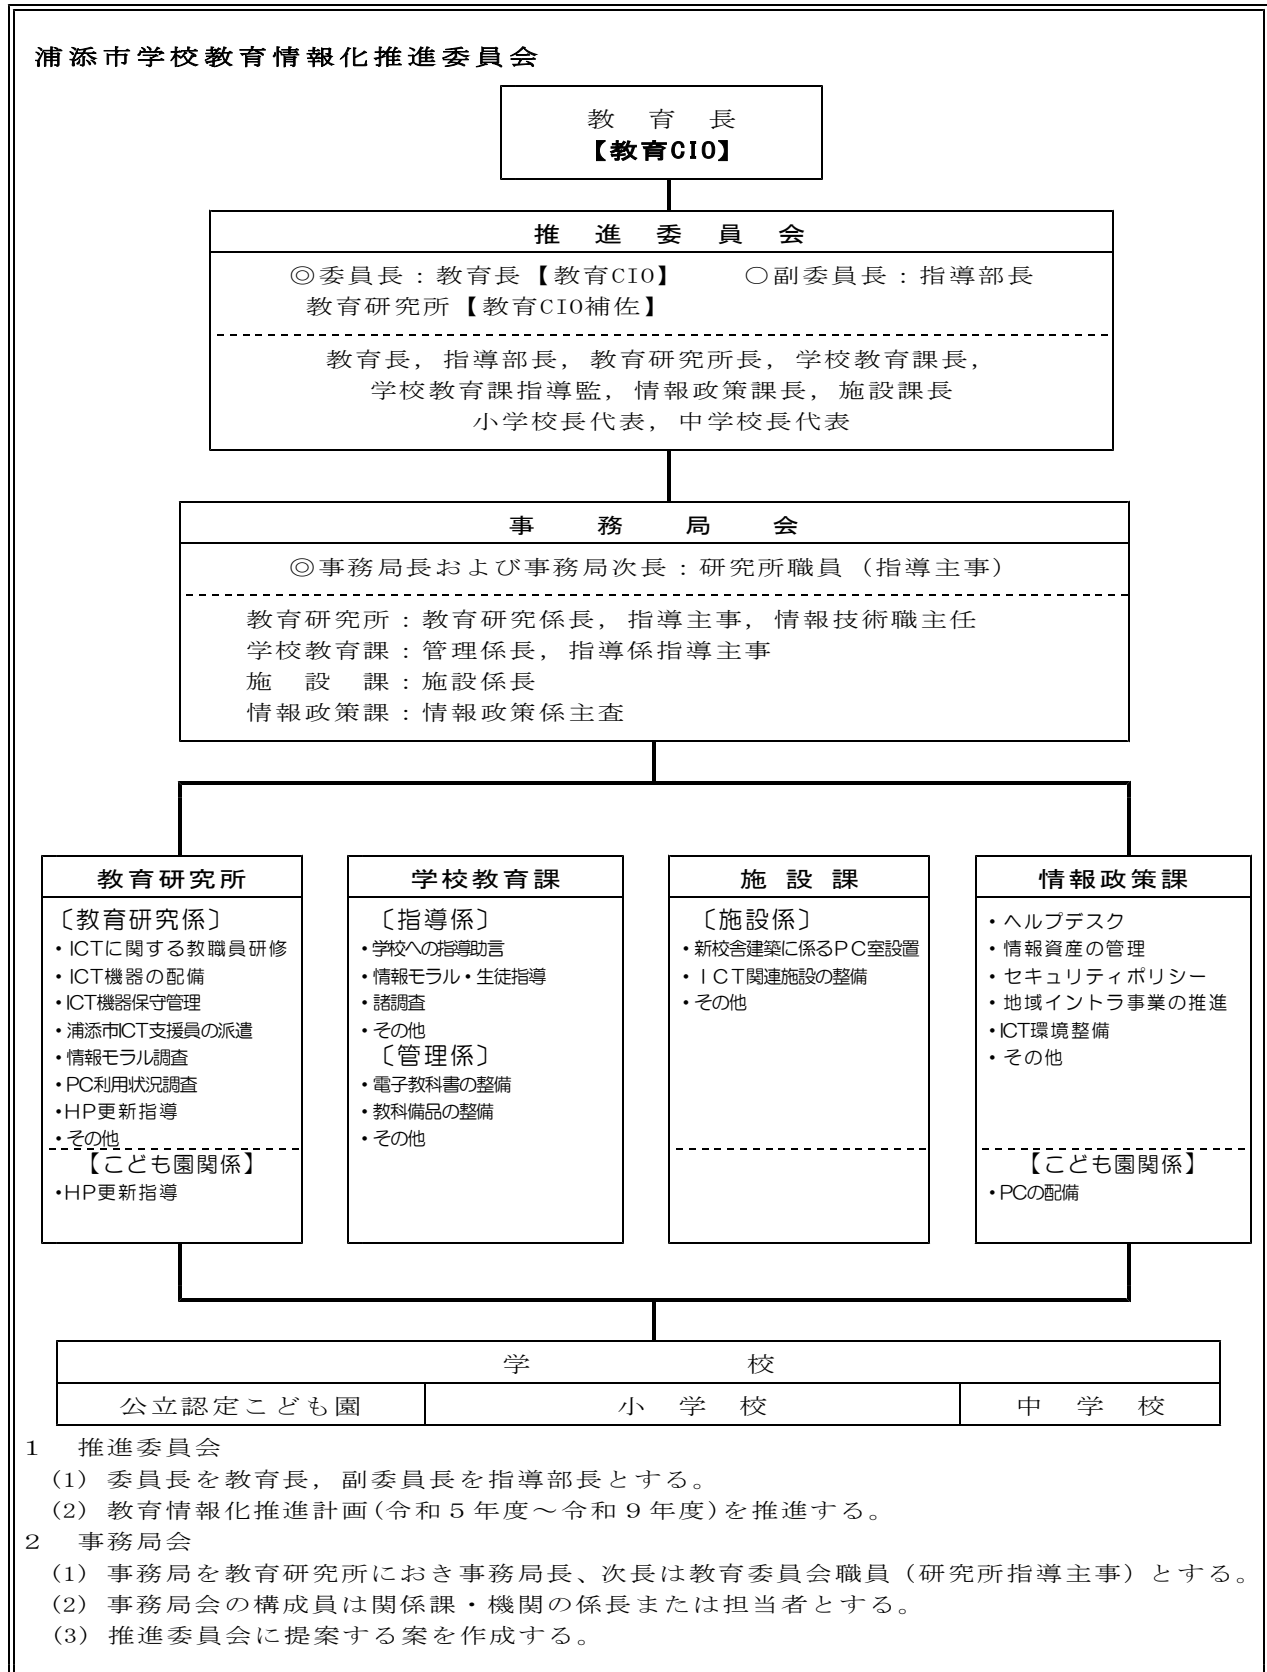 浦添市学校教育情報化推進委員会
教　育　長
【教育CIO】
推　進　委　員　会
◎委員長：教育長【教育CIO】　　○副委員長：指導部長
教育研究所【教育CIO補佐】
教育長，指導部長，教育研究所長，学校教育課長，
学校教育課指導監，情報政策課長，施設課長
小学校長代表，中学校長代表
事　務　局　会
◎事務局長および事務局次長：研究所職員（指導主事）
教育研究所：教育研究係長，指導主事，情報技術職主任
学校教育課：管理係長，指導係指導主事
施　設　課：施設係長
情報政策課：情報政策係主査
教育研究所
〔教育研究係〕
・ICTに関する教職員研修
・ICT機器の配備
・ICT機器保守管理
・浦添市ICT支援員の派遣
・情報モラル調査
・PC利用状況調査
・HP更新指導
・その他
【こども園関係】
・HP更新指導
学校教育課
〔指導係〕
・学校への指導助言
・情報モラル・生徒指導
・諸調査
・その他
〔管理係〕
・電子教科書の整備
・教科備品の整備
・その他
施　設　課
〔施設係〕
・新校舎建築に係るＰＣ室設置
・ＩＣＴ関連施設の整備
・その他
情報政策課
・ヘルプデスク
・情報資産の管理
・セキュリティポリシー
・地域イントラ事業の推進
・ICT環境整備
・その他
【こども園関係】
・PCの配備
学　校
公立認定こども園　小　学　校　中　学　校
１　推進委員会
(1) 委員長を教育長，副委員長を指導部長とする。
(2) 教育情報化推進計画(令和５年度～令和９年度)を推進する。
２　事務局会
(1) 事務局を教育研究所におき事務局長、次長は教育委員会職員（研究所指導主事）とする。
(2) 事務局会の構成員は関係課・機関の係長または担当者とする。
(3) 推進委員会に提案する案を作成する。